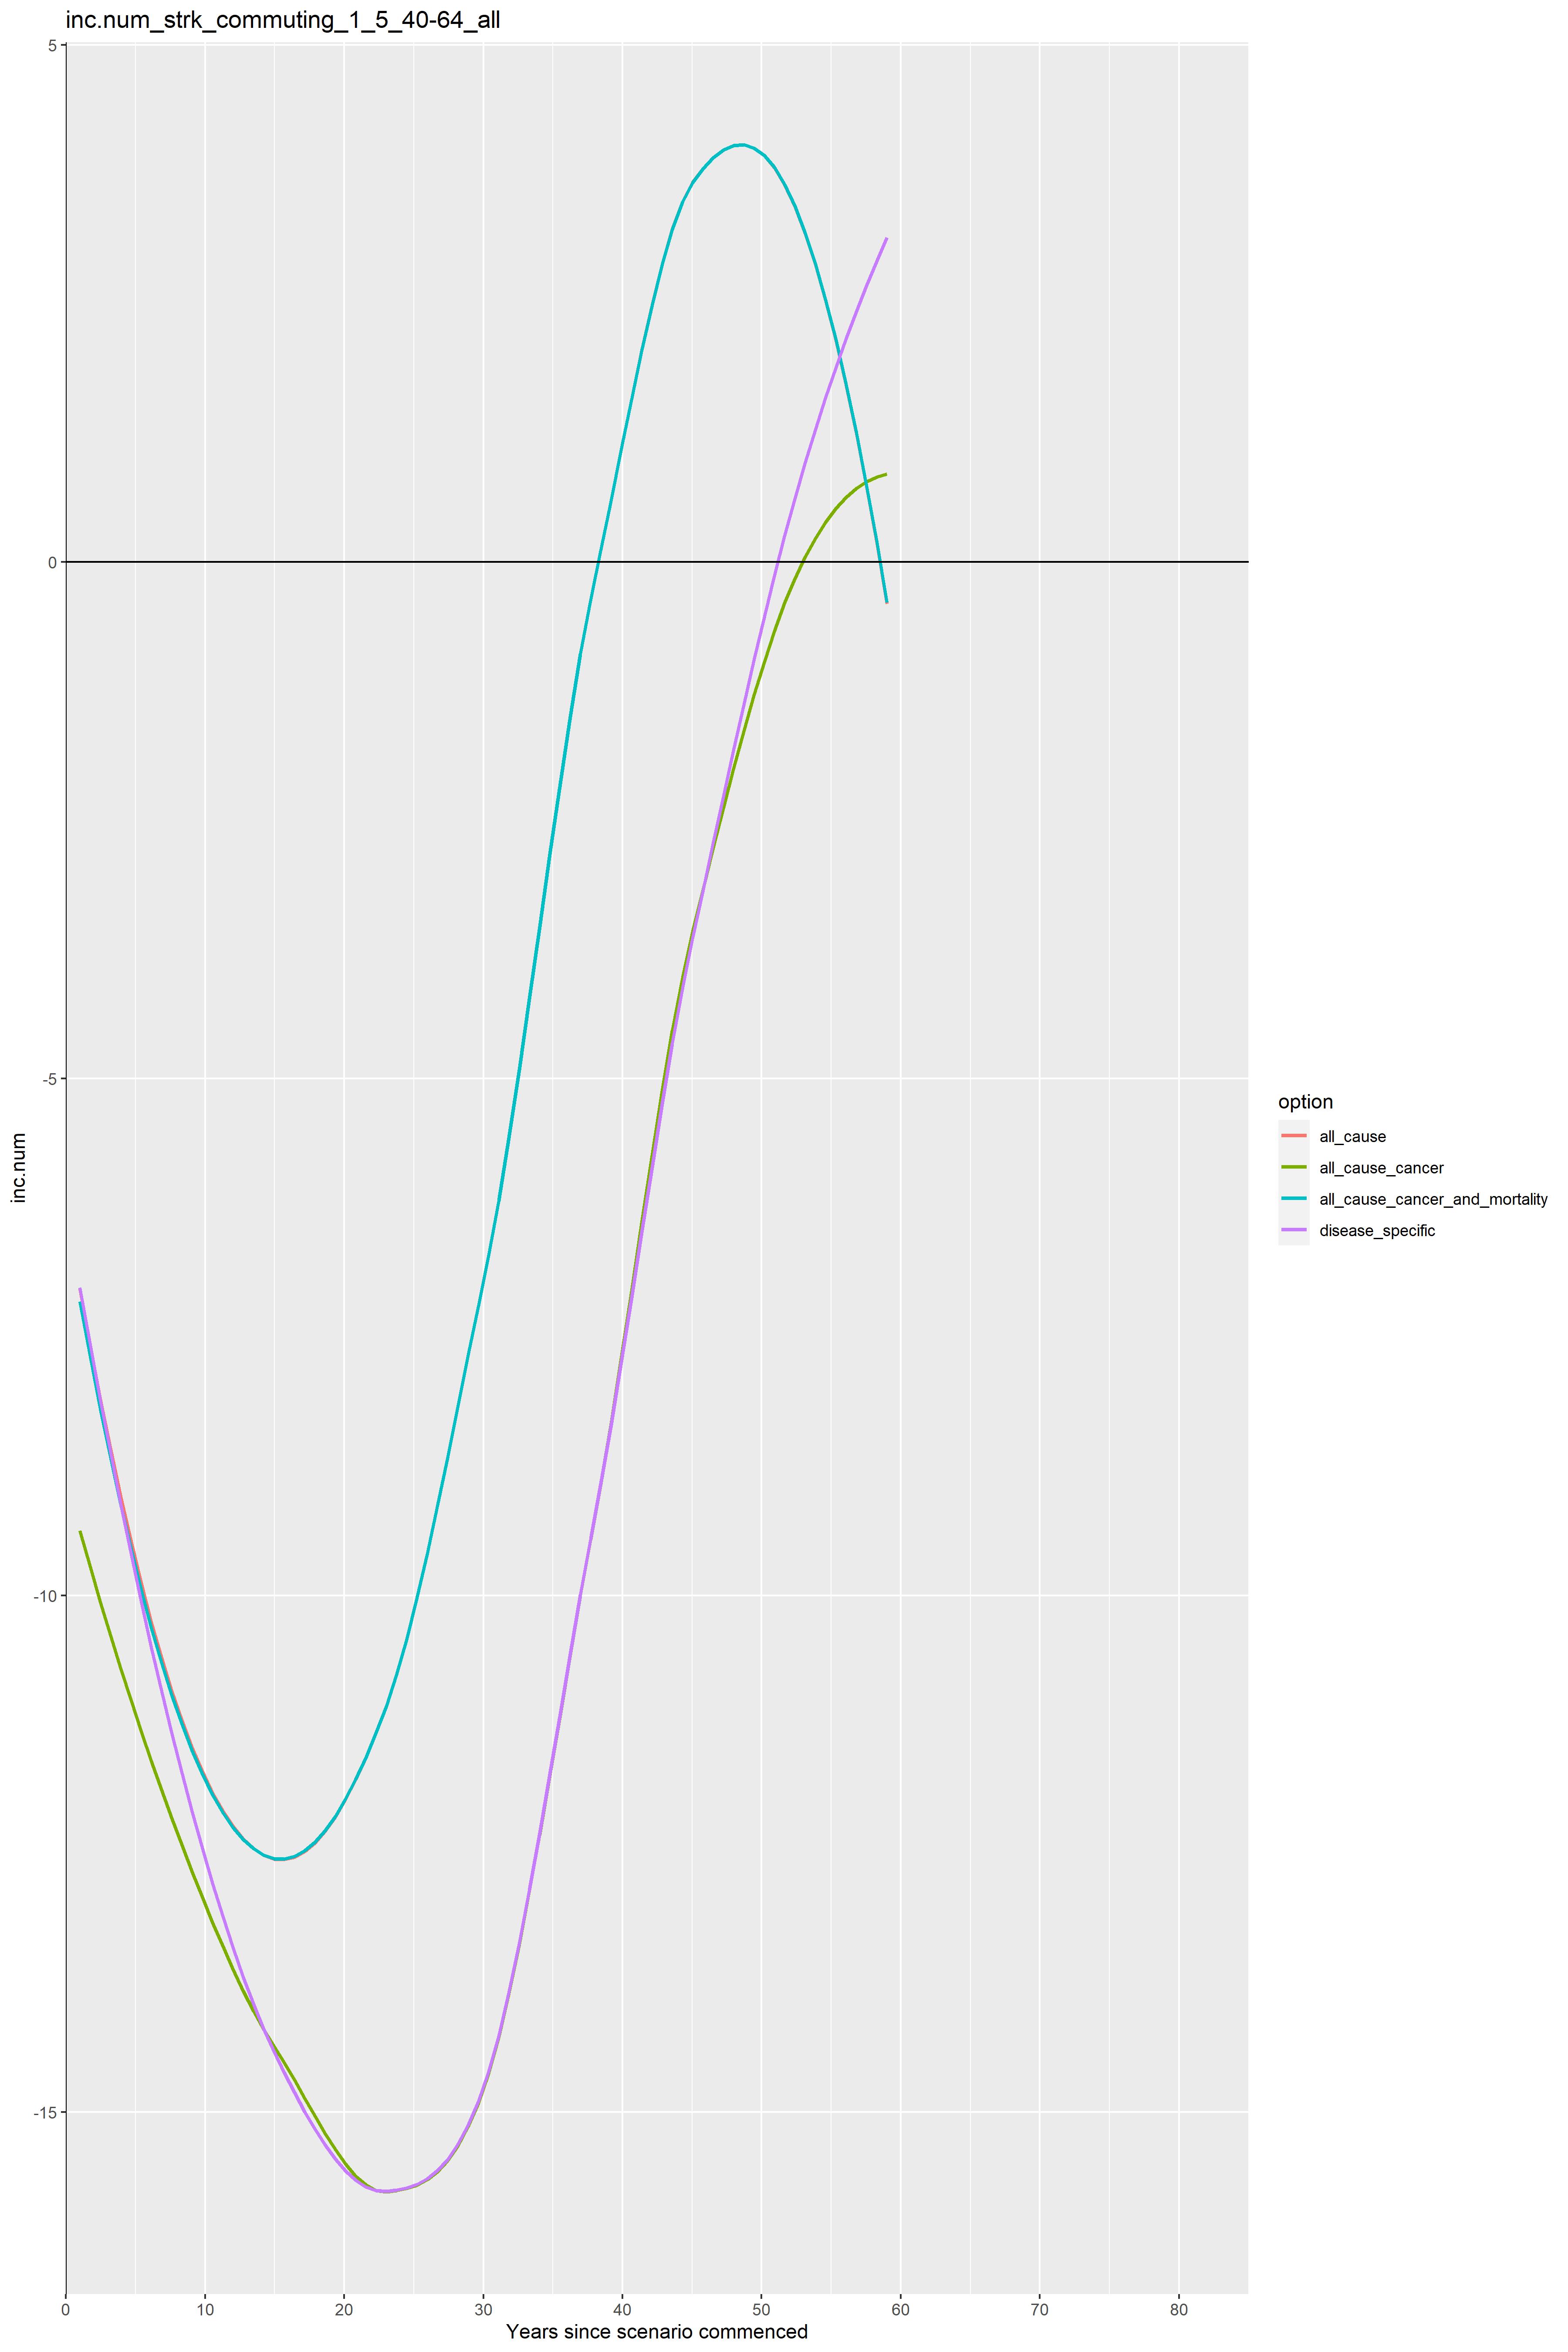 inc.num_strk_commuting_1_5_40-64_all
5
0
-5
-10
-15
inc.num
0 10 20 30 40 50 60 70 80
Years since scenario commenced
option
all_cause
all_cause_cancer
all_cause_cancer_and_mortality
disease_specific